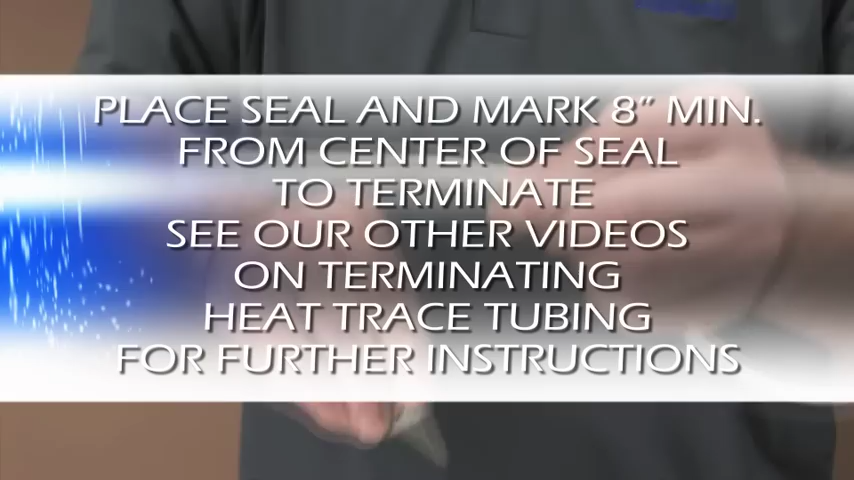 PLACE SEAL AND MARK 8” MIN.
FROM CENTER OF SEAL
TO TERMINATE
SEE OUR OTHER VIDEOS
ON TERMINATING
HEAT TRACE TUBING
FOR FURTHER INSTRUCTIONS